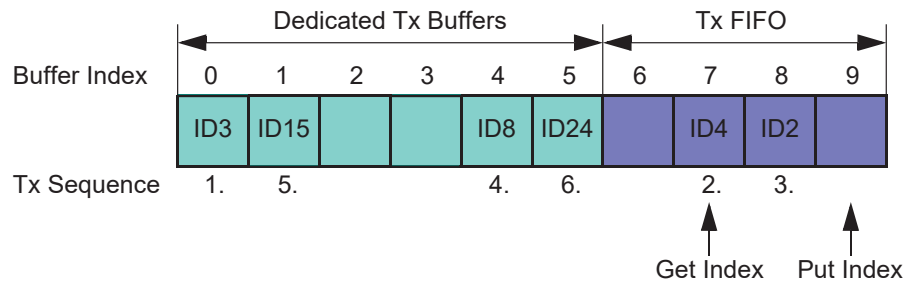 Dedicated Tx Buffers Tx FIFO
Buffer Index 0 1 2 3 4 5 6 7 8 9
ID3 ID15 ID8 ID24 ID4 ID2
Tx Sequence 1. 5. 4. 6. 2. 3.
Get Index Put Index